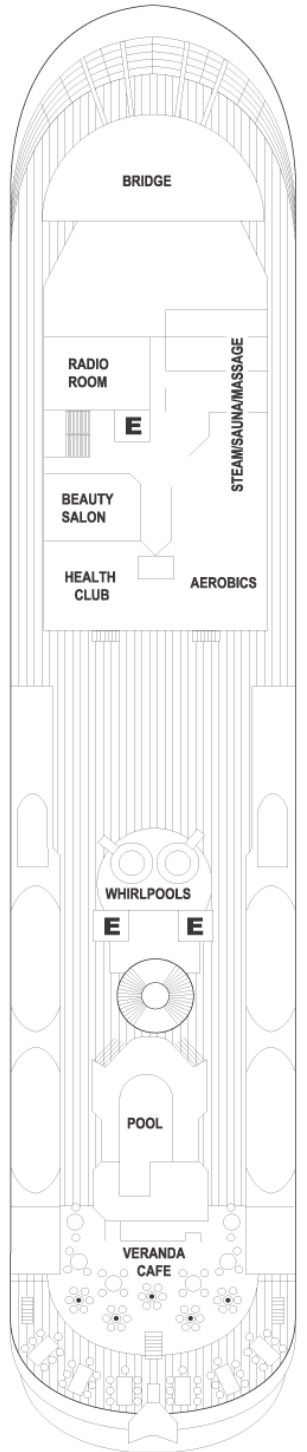 BRIDGE
RADIO
ROOM
STEAM/SAUNA/MASSAGE
E
BEAUTY
SALON
HEALTH
CLUB
AEROBICS
WHIRLPOOLS
E
E
POOL
VERANDA
CAFE